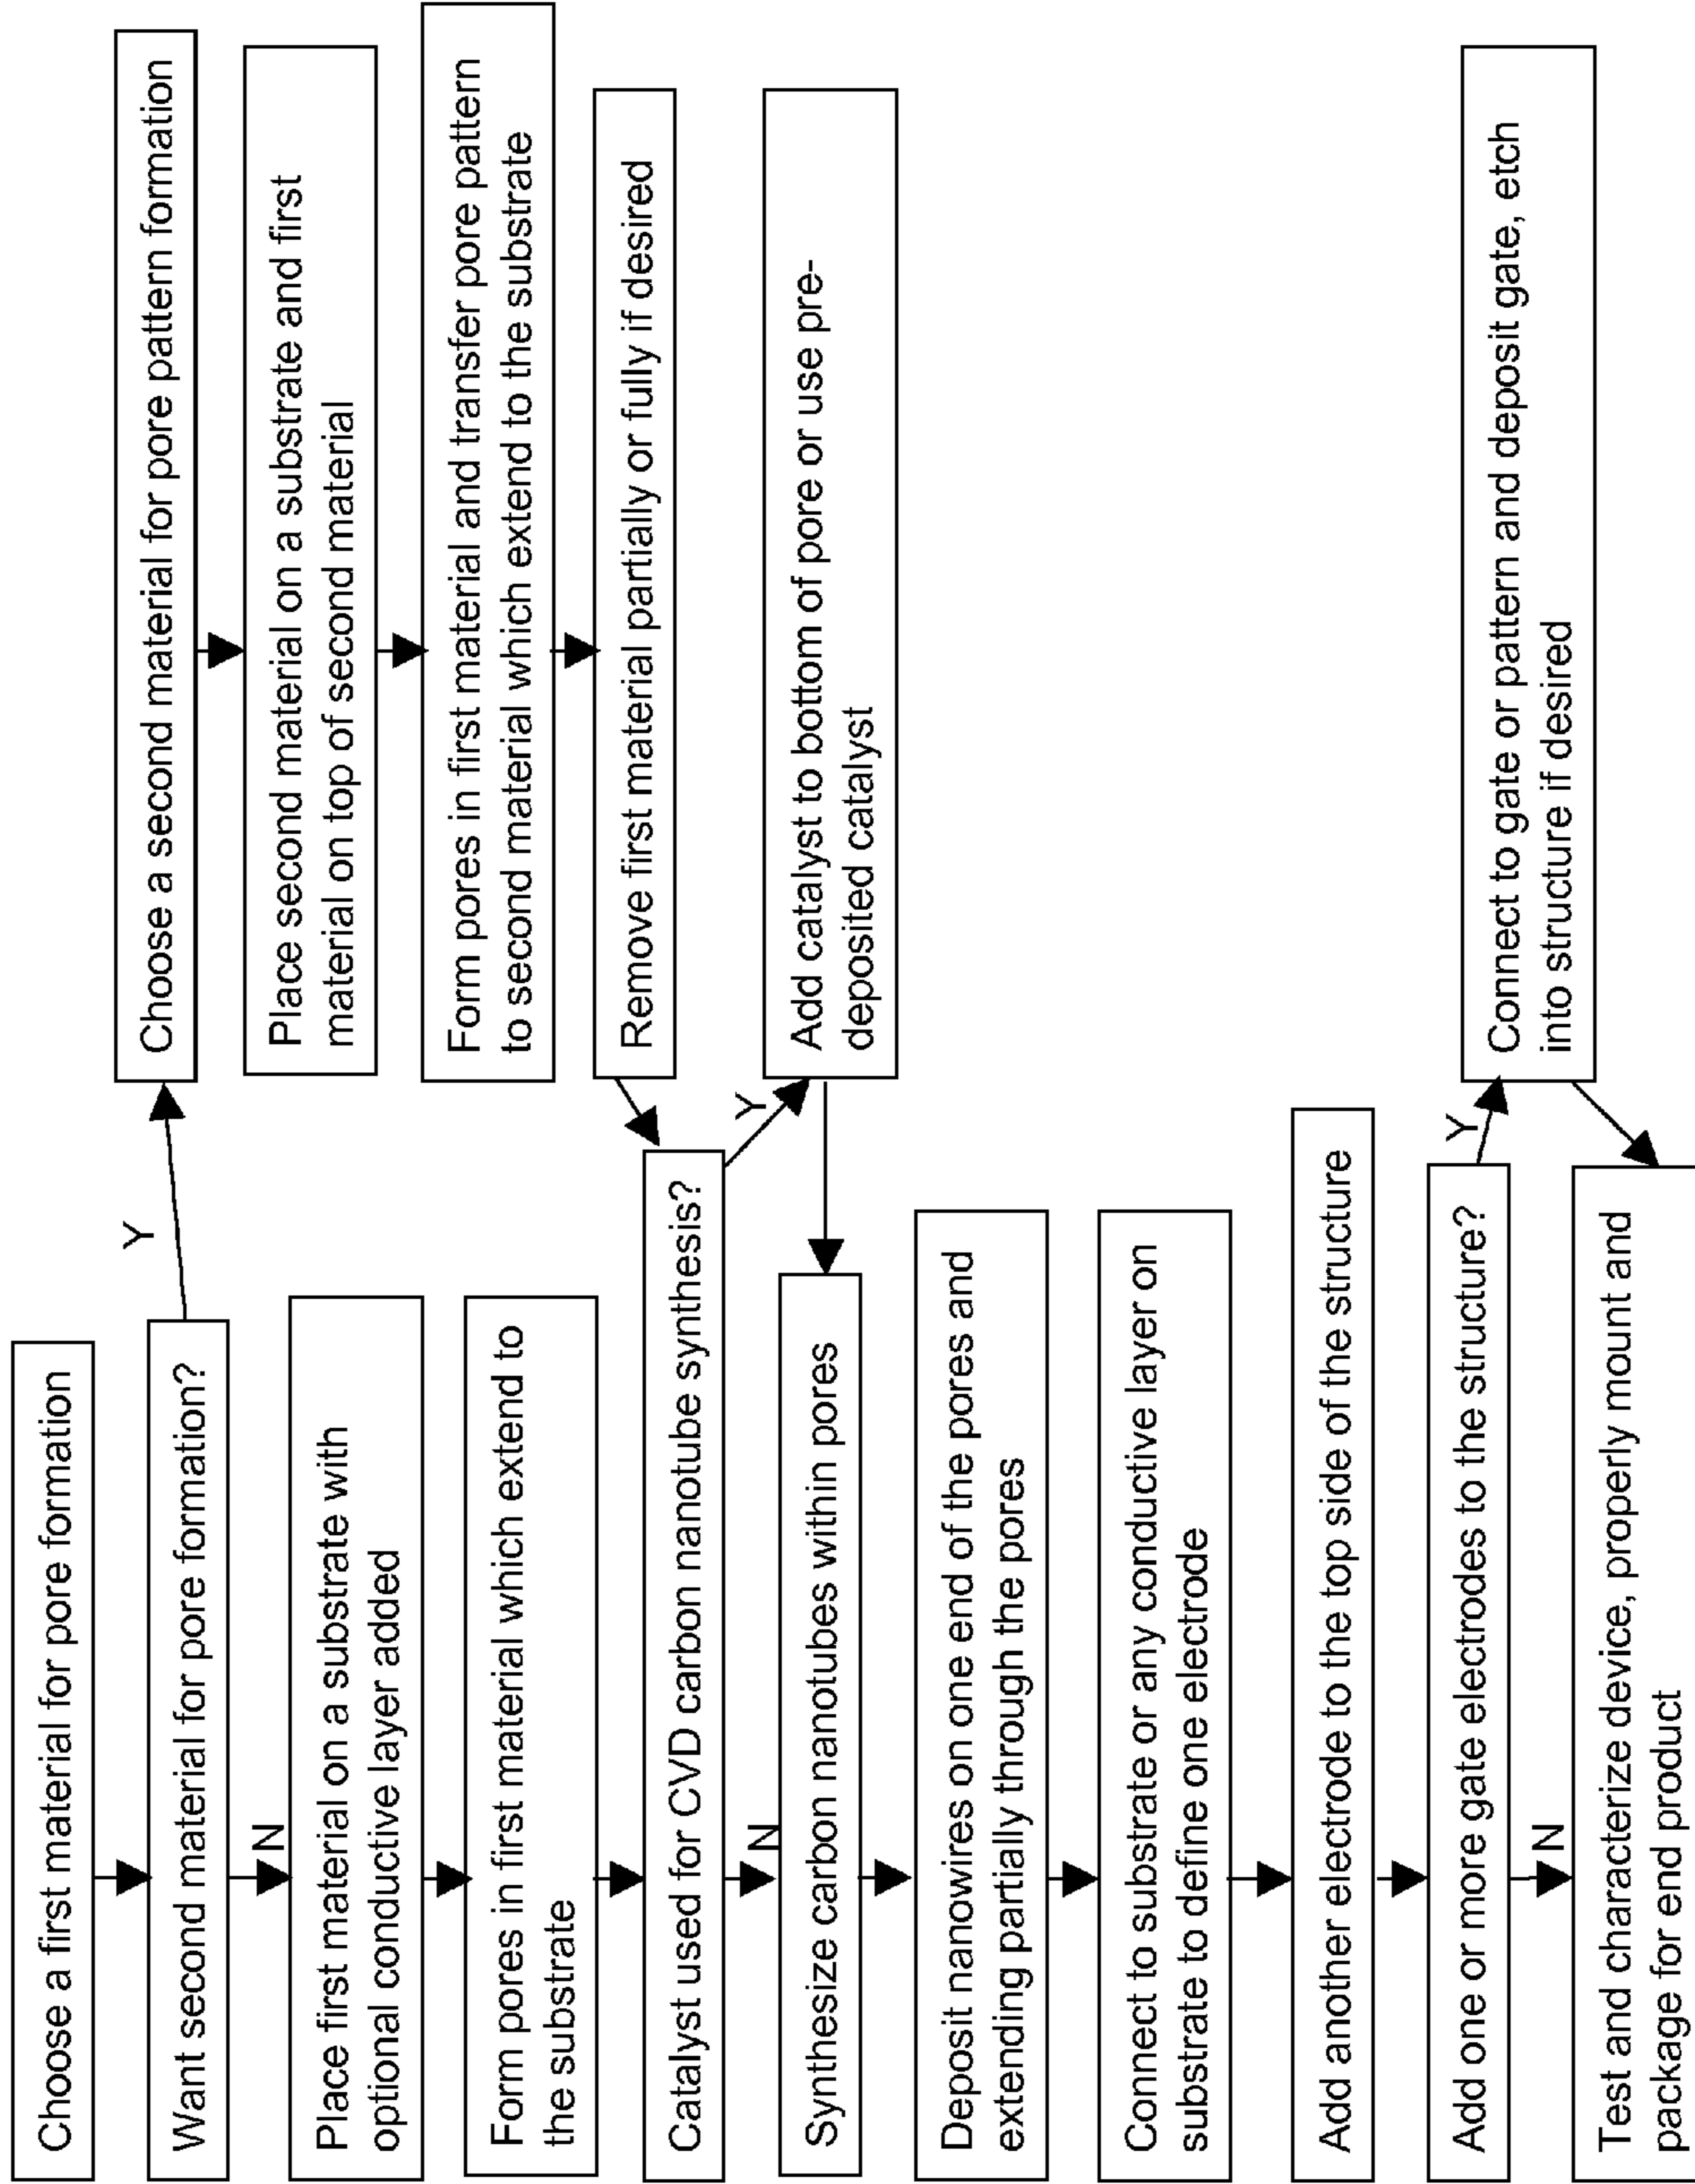 Choose a first material for pore formation
Want second material for pore formation?
Y
N
Choose a second material for pore pattern formation
Place second material on a substrate and first
material on top of second material
Form pores in first material and transfer pore pattern
to second material which extend to the substrate
Remove first material partially or fully if desired
Place first material on a substrate with
optional conductive layer added
Form pores in first material which extend to
the substrate
Catalyst used for CVD carbon nanotube synthesis?
Y
N
Add catalyst to bottom of pore or use pre-
deposited catalyst
Synthesize carbon nanotubes within pores
Deposit nanowires on one end of the pores and
extending partially through the pores
Connect to substrate or any conductive layer on
substrate to define one electrode
Add another electrode to the top side of the structure
Add one or more gate electrodes to the structure?
Y
N
Connect to gate or pattern and deposit gate, etch
into structure if desired
Test and characterize device, properly mount and
package for end product